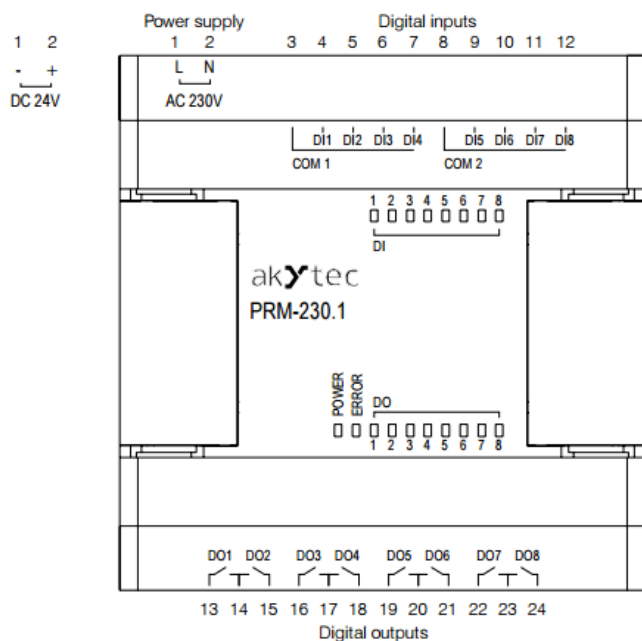 Power supply Digital inputs
1 2 1 2 3 4 5 6 7 8 9 10 11 12
- + L N
DC 24V AC 230V
DI1 DI2 DI3 DI4 DI5 DI6 DI7 DI8
COM 1 COM 2
1 2 3 4 5 6 7 8
DI
akYtec
PRM-230.1
POWER
ERROR
DO
1 2 3 4 5 6 7 8
DO1 DO2 DO3 DO4 DO5 DO6 DO7 DO8
13 14 15 16 17 18 19 20 21 22 23 24
Digital outputs